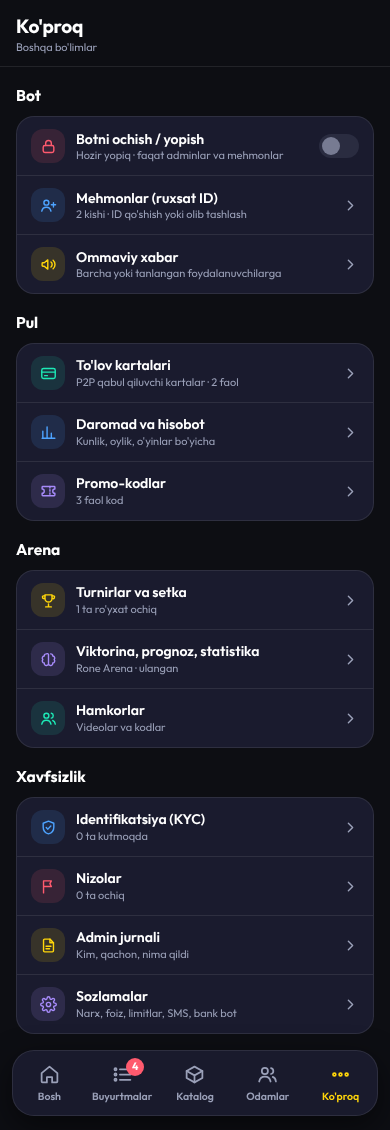 Ko'proq
Boshqa bo'limlar
Bot
Botni ochish / yopish
Hozir yopiq · faqat adminlar va mehmonlar
Mehmonlar (ruxsat ID)
2 kishi · ID qo'shish yoki olib tashlash
Ommaviy xabar
Barcha yoki tanlangan foydalanuvchilarga
Pul
To'lov kartalari
P2P qabul qiluvchi kartalar · 2 faol
Daromad va hisobot
Kunlik, oylik, o'yinlar bo'yicha
Promo-kodlar
3 faol kod
Arena
Turnirlar va setka
1 ta ro'yxat ochiq
Viktorina, prognoz, statistika
Rone Arena · ulangan
Hamkorlar
Videolar va kodlar
Xavfsizlik
Identifikatsiya (KYC)
0 ta kutmoqda
Nizolar
0 ta ochiq
Admin jurnali
Kim, qachon, nima qildi
Sozlamalar
Narx, foiz, limitlar, SMS, bank bot
4
Bosh Buyurtmalar Katalog Odamlar Ko'proq